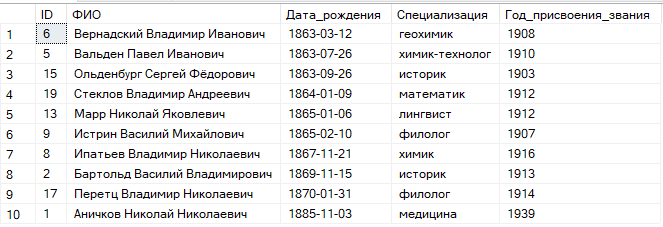 ID ФИО Дата_рождения Специализация Год_присвоения_звания
1 6 Вернадский Владимир Иванович 1863-03-12 геохимик 1908
2 5 Вальден Павел Иванович 1863-07-26 химик-технолог 1910
3 15 Ольденбург Сергей Фёдорович 1863-09-26 историк 1903
4 19 Стеклов Владимир Андреевич 1864-01-09 математик 1912
5 13 Марр Николай Яковлевич 1865-01-06 лингвист 1912
6 9 Истрин Василий Михайлович 1865-02-10 филолог 1907
7 8 Ипатьев Владимир Николаевич 1867-11-21 химик 1916
8 2 Бартольд Василий Владимирович 1869-11-15 историк 1913
9 17 Перетц Владимир Николаевич 1870-01-31 филолог 1914
10 1 Аничков Николай Николаевич 1885-11-03 медицина 1939